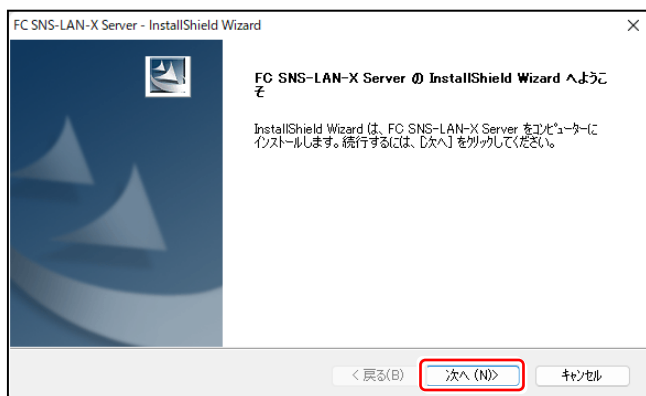 FC SNS-LAN-X Server - InstallShield Wizard
FC SNS-LAN-X Server の InstallShield Wizard へようこ
そ
InstallShield Wizard は、FC SNS-LAN-X Server をコンピューターに
インストールします。続行するには、[次へ] をクリックしてください。
< 戻る(B)
次へ (N)>
キャンセル